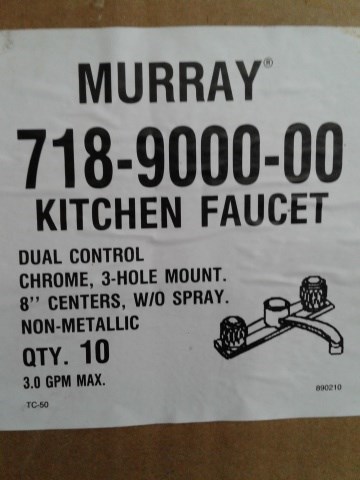 MURRAY®
718-9000-00
KITCHEN FAUCET
DUAL CONTROL
CHROME, 3-HOLE MOUNT.
8'' CENTERS, W/O SPRAY.
NON-METALLIC
QTY. 10
3.0 GPM MAX.
TC-50
890210